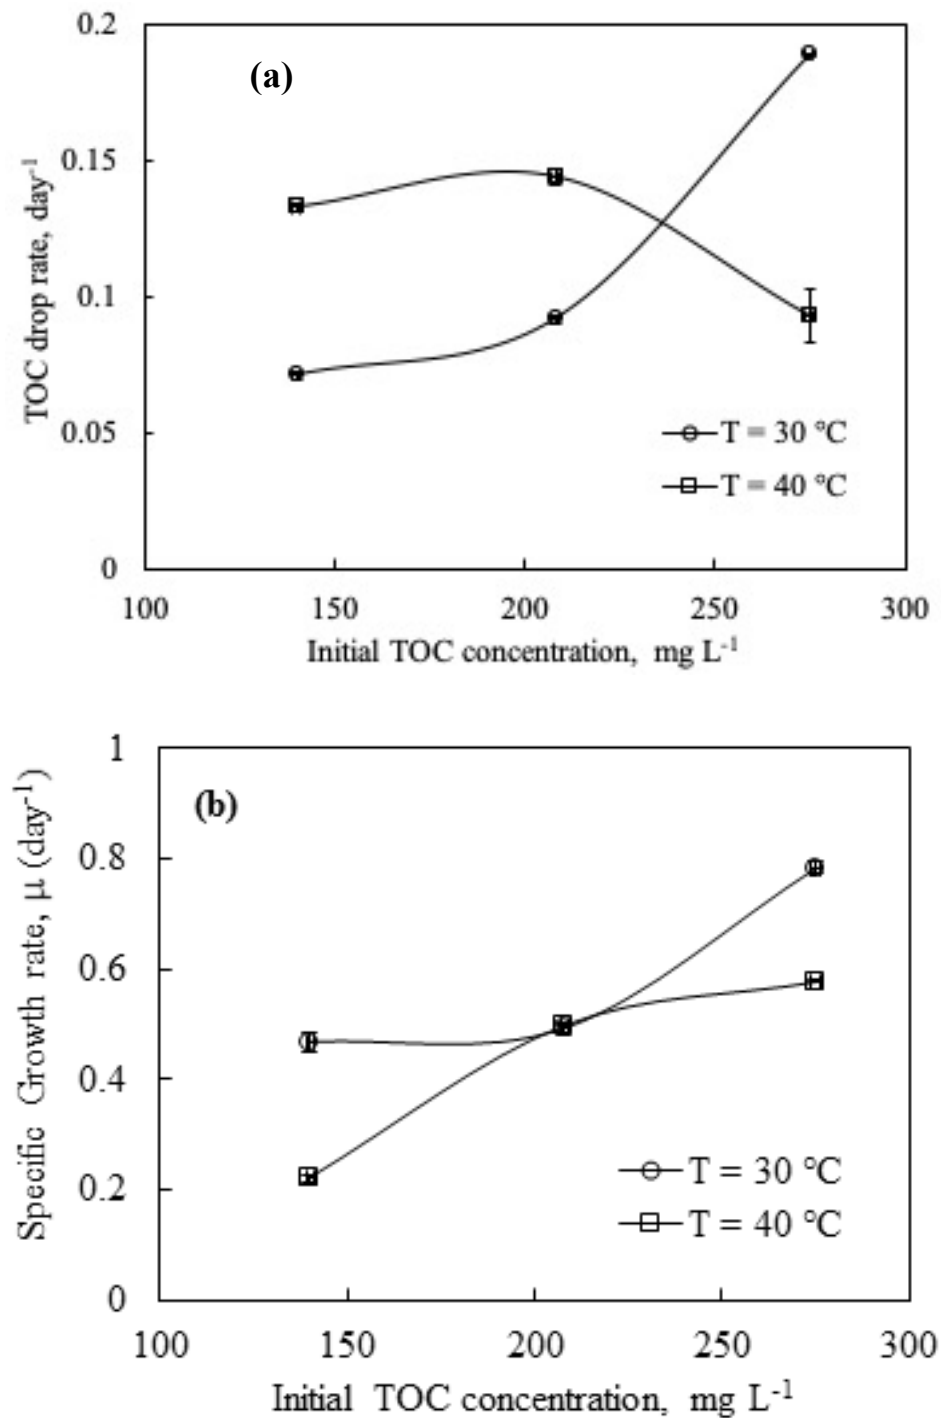 0.2
(a)
0.15
0.1
0.05
0
TOC drop rate, day-1
T = 30 °C
T = 40 °C
100 150 200 250 300
Initial TOC concentration, mg L-1
1
(b)
0.8
0.6
0.4
0.2
0
Specific Growth rate, μ (day-1)
T = 30 °C
T = 40 °C
100 150 200 250 300
Initial TOC concentration, mg L-1